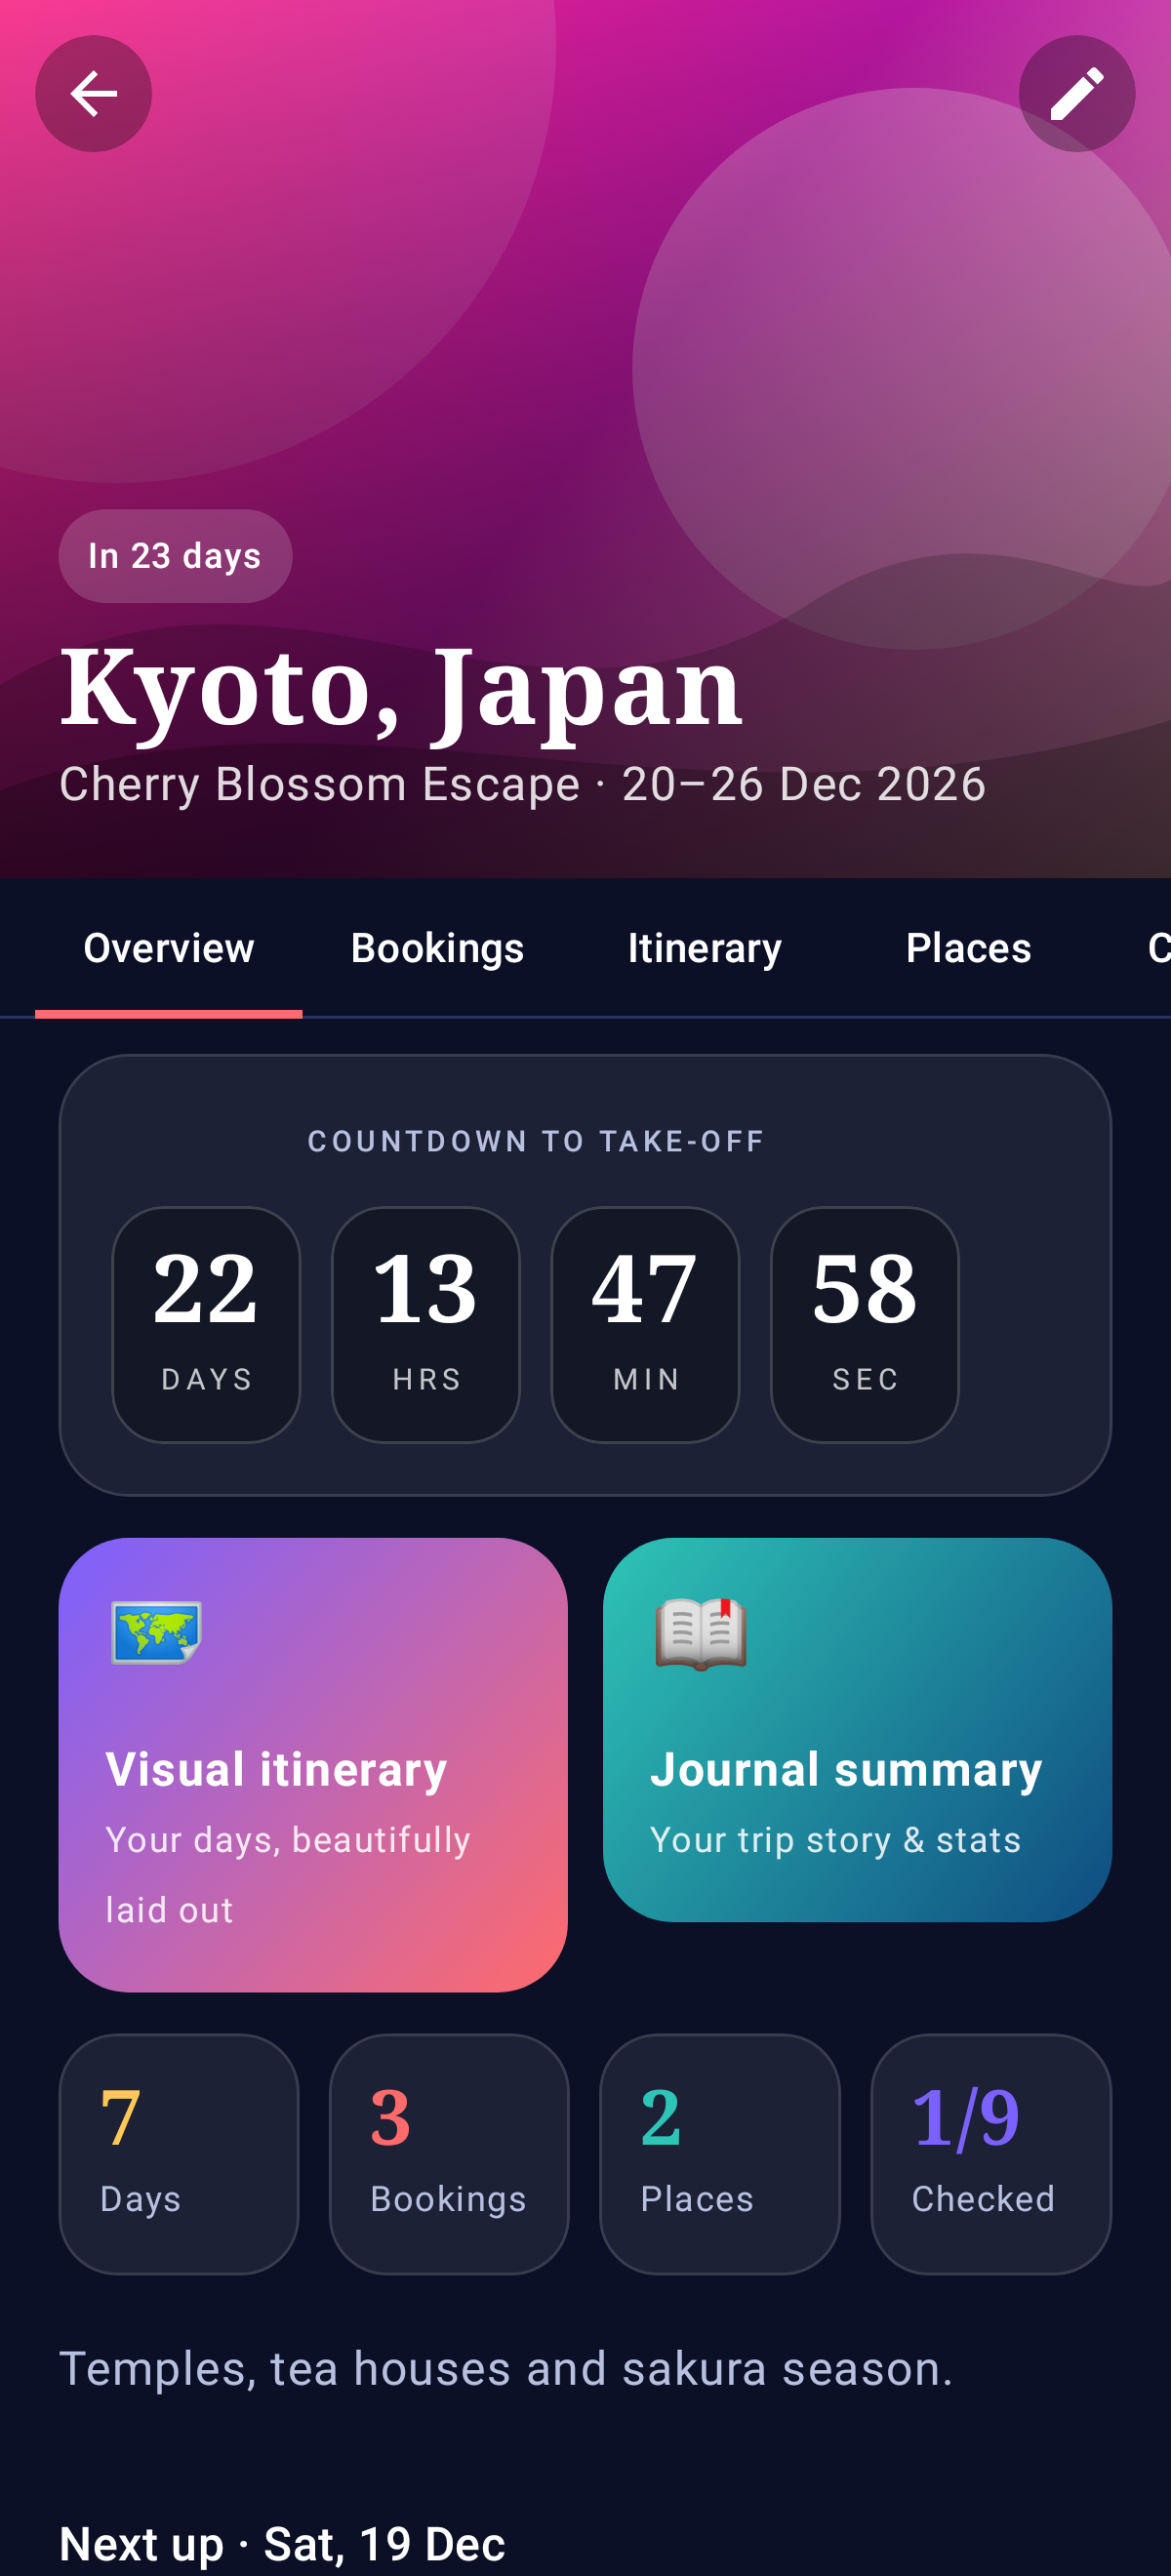 In 23 days
Kyoto, Japan
Cherry Blossom Escape · 20–26 Dec 2026
Overview Bookings Itinerary Places C
COUNTDOWN TO TAKE-OFF
22 13 47 58
DAYS HRS MIN SEC
Visual itinerary
Your days, beautifully
laid out
Journal summary
Your trip story & stats
7 3 2 1/9
Days Bookings Places Checked
Temples, tea houses and sakura season.
Next up · Sat, 19 Dec